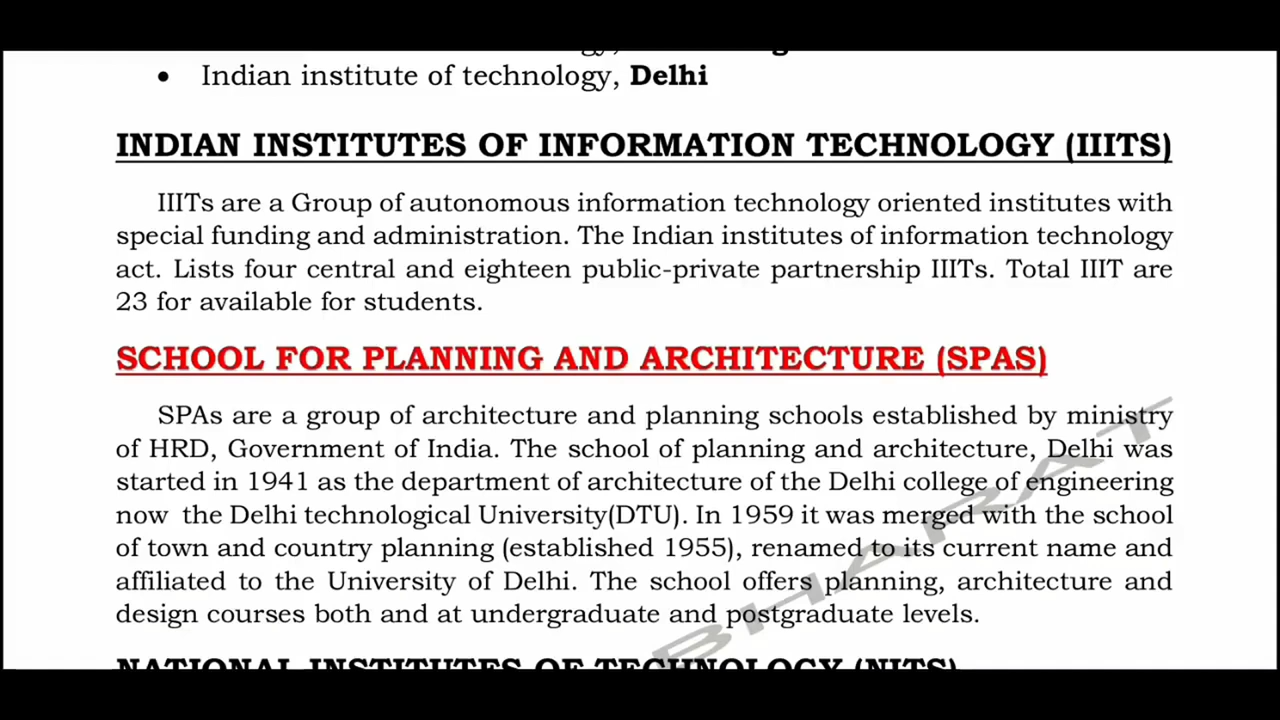 • Indian institute of technology, Delhi
INDIAN INSTITUTES OF INFORMATION TECHNOLOGY (IIITS)
IIITs are a Group of autonomous information technology oriented institutes with
special funding and administration. The Indian institutes of information technology
act. Lists four central and eighteen public-private partnership IIITs. Total IIIT are
23 for available for students.
SCHOOL FOR PLANNING AND ARCHITECTURE (SPAS)
SPAs are a group of architecture and planning schools established by ministry
of HRD, Government of India. The school of planning and architecture, Delhi was
started in 1941 as the department of architecture of the Delhi college of engineering
now the Delhi technological University(DTU). In 1959 it was merged with the school
of town and country planning (established 1955), renamed to its current name and
affiliated to the University of Delhi. The school offers planning, architecture and
design courses both and at undergraduate and postgraduate levels.
NATIONAL INSTITUTES OF TECHNOLOGY (NITS)
BHARAT